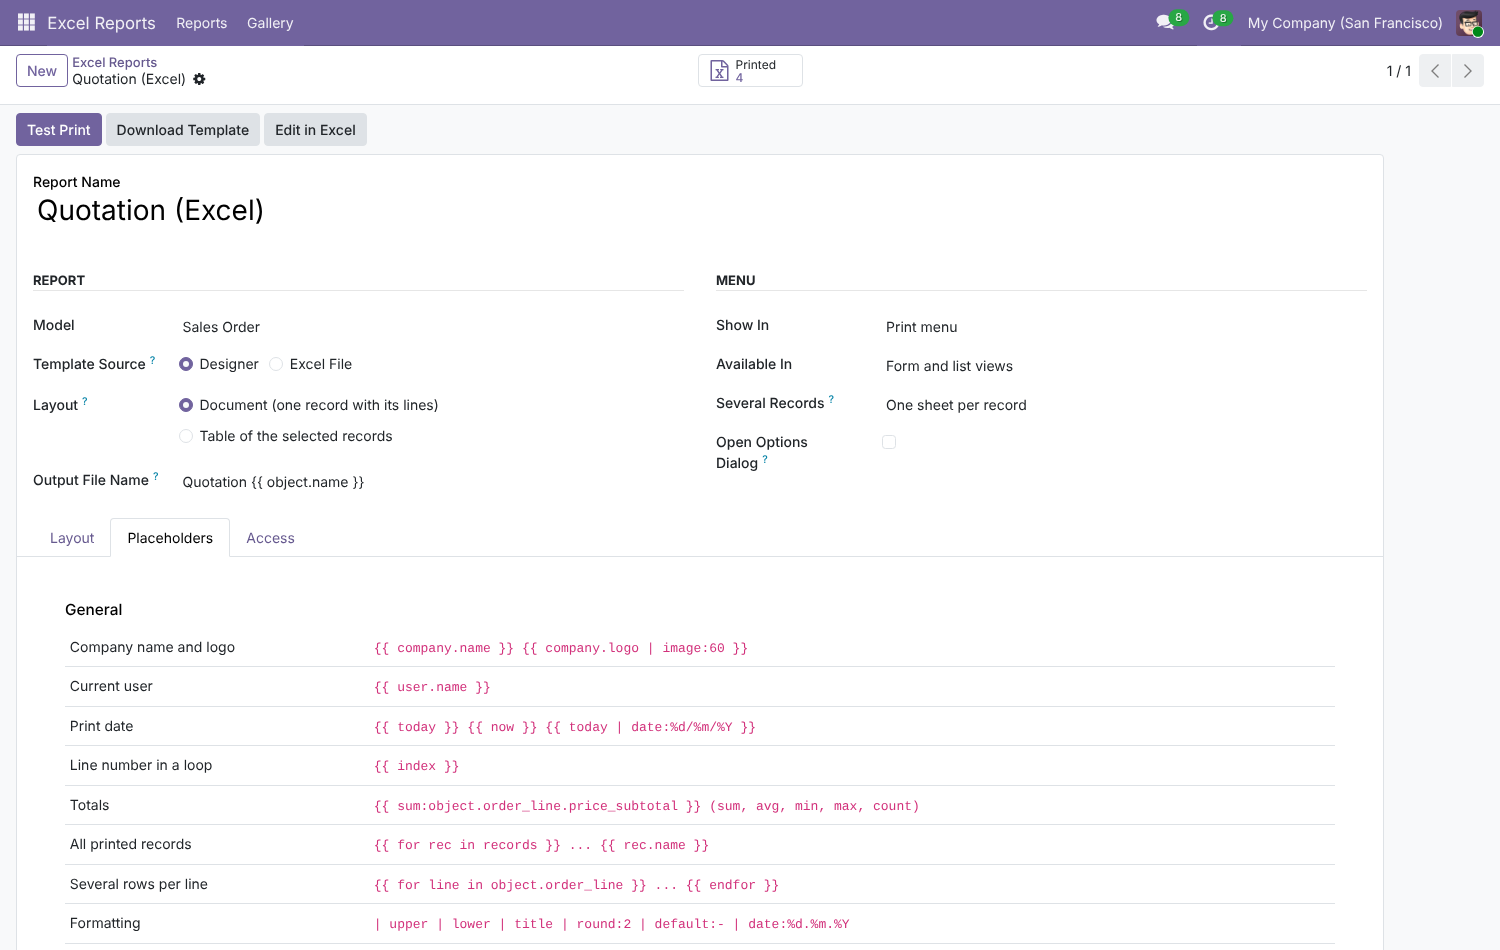 Excel Reports Reports Gallery 8 8 My Company (San Francisco)
New Excel Reports Printed
Quotation (Excel) 4 1 / 1
Test Print Download Template Edit in Excel
Report Name
Quotation (Excel)
REPORT MENU
Model Sales Order Show In Print menu
Template Source ? Designer Excel File Available In Form and list views
Layout ? Document (one record with its lines) Several Records ? One sheet per record
Table of the selected records Open Options
Dialog ?
Output File Name ? Quotation {{ object.name }}
Layout Placeholders Access
General
Company name and logo {{ company.name }} {{ company.logo | image:60 }}
Current user {{ user.name }}
Print date {{ today }} {{ now }} {{ today | date:%d/%m/%Y }}
Line number in a loop {{ index }}
Totals {{ sum:object.order_line.price_subtotal }} (sum, avg, min, max, count)
All printed records {{ for rec in records }} ... {{ rec.name }}
Several rows per line {{ for line in object.order_line }} ... {{ endfor }}
Formatting | upper | lower | title | round:2 | default:- | date:%d.%m.%Y